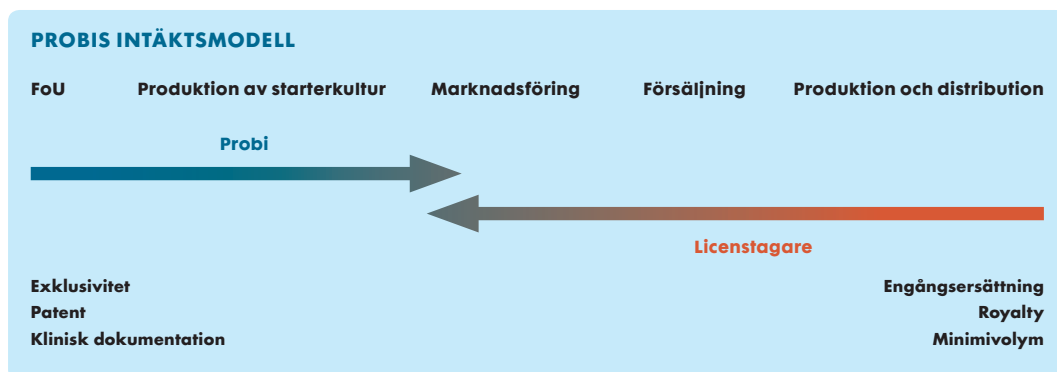 PROBIS INTÄKTSMODELL
FoU Produktion av starterkultur Marknadsföring Försäljning Produktion och distribution
Probi
Licenstagare
Exklusivitet Engångsersättning
Patent Royalty
Klinisk dokumentation Minimivolym